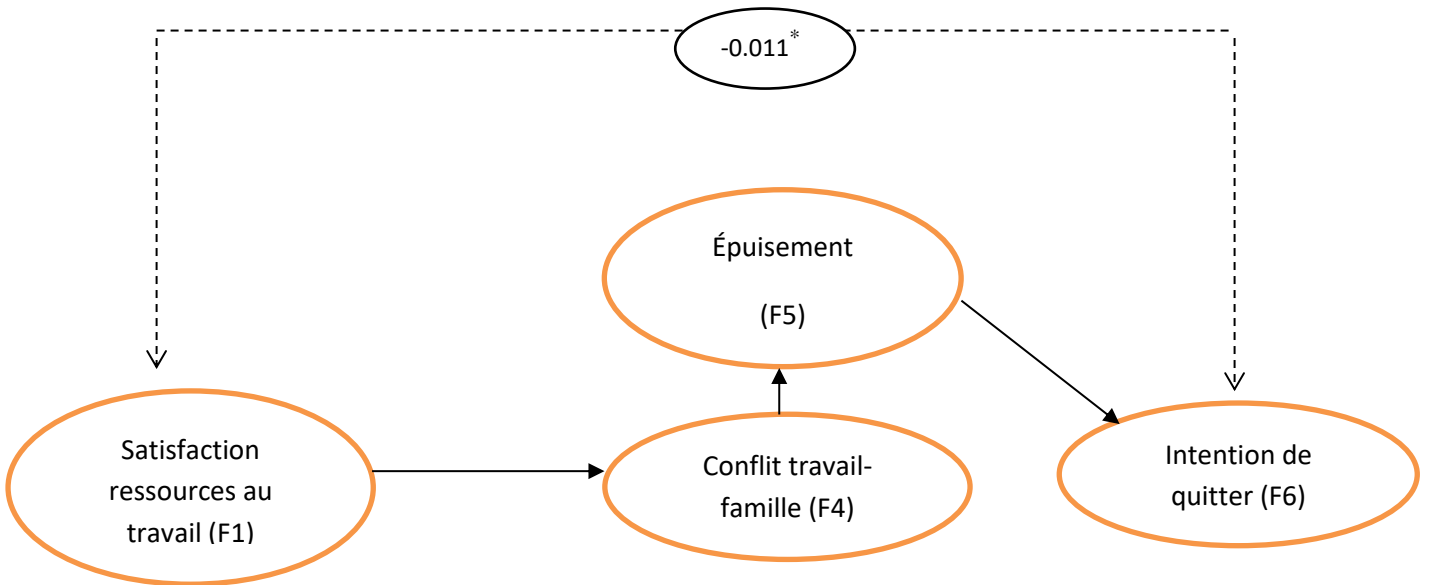 -0.011*
Épuisement
(F5)
Satisfaction
ressources au
travail (F1)
Conflit travail-
famille (F4)
Intention de
quitter (F6)